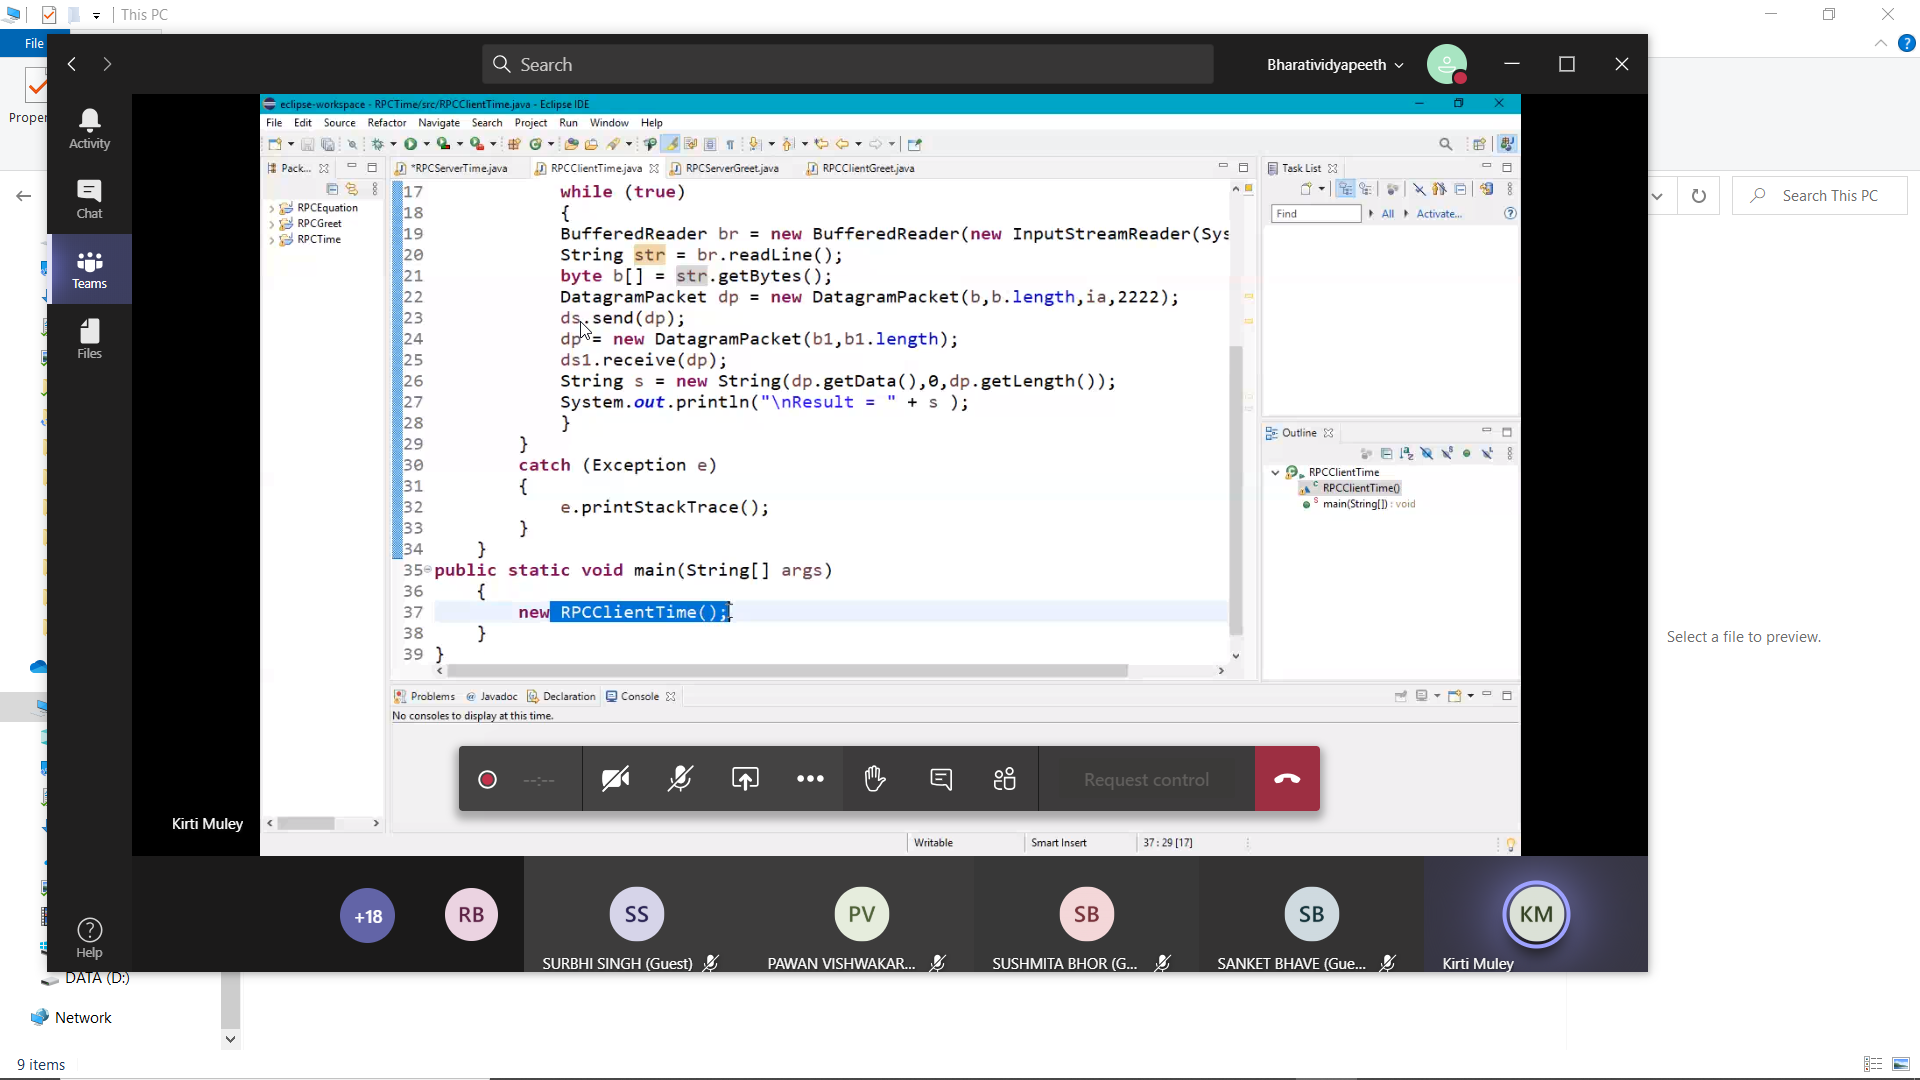 This PC
File
Search
Bharatividyapeeth
Proper
Activity
Chat
Teams
Files
Help
eclipse-workspace - RPCTime/src/RPCClientTime.java - Eclipse IDE
File Edit Source Refactor Navigate Search Project Run Window Help
Pack...
*RPCServerTime.java RPCClientTime.java RPCServerGreet.java RPCClientGreet.java
RPCEquation
RPCGreet
RPCTime
17 while (true)
18 {
19 BufferedReader br = new BufferedReader(new InputStreamReader(Sys
20 String str = br.readLine();
21 byte b[] = str.getBytes();
22 DatagramPacket dp = new DatagramPacket(b,b.length,ia,2222);
23 ds.send(dp);
24 dp = new DatagramPacket(b1,b1.length);
25 ds1.receive(dp);
26 String s = new String(dp.getData(),0,dp.getLength());
27 System.out.println("\nResult = " + s );
28 }
29 }
30 catch (Exception e)
31 {
32 e.printStackTrace();
33 }
34 }
35 public static void main(String[] args)
36 {
37 new RPCClientTime();
38 }
39 }
Task List
Find All Activate...
Outline
RPCClientTime
RPCClientTime()
main(String[]) : void
Problems @ Javadoc Declaration Console
No consoles to display at this time.
--:-- Request control
Writable Smart Insert 37 : 29 [17]
Kirti Muley
+18 RB SS PV SB SB KM
SURBHI SINGH (Guest) PAWAN VISHWAKAR... SUSHMITA BHOR (G... SANKET BHAVE (Gue... Kirti Muley
Search This PC
Select a file to preview.
DATA (D:)
Network
9 items